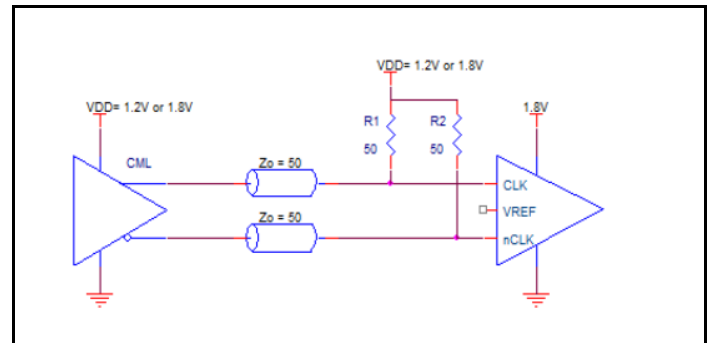 VDD= 1.2V or 1.8V
VDD= 1.2V or 1.8V
1.8V
R1
R2
50
50
CML
Zo = 50
CLK
VREF
Zo = 50
nCLK